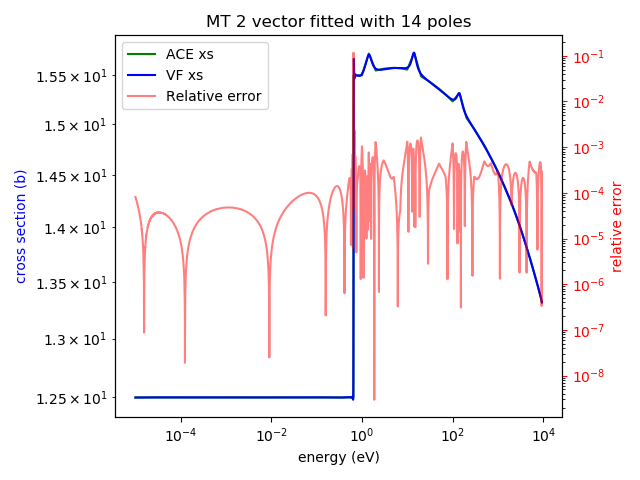 MT 2 vector fitted with 14 poles
ACE xs
VF xs
Relative error
1.55 × 10¹
1.5 × 10¹
1.45 × 10¹
1.4 × 10¹
1.35 × 10¹
1.3 × 10¹
1.25 × 10¹
cross section (b)
10⁻¹
10⁻²
10⁻³
10⁻⁴
10⁻⁵
10⁻⁶
10⁻⁷
10⁻⁸
relative error
10⁻⁴ 10⁻² 10⁰ 10² 10⁴
energy (eV)